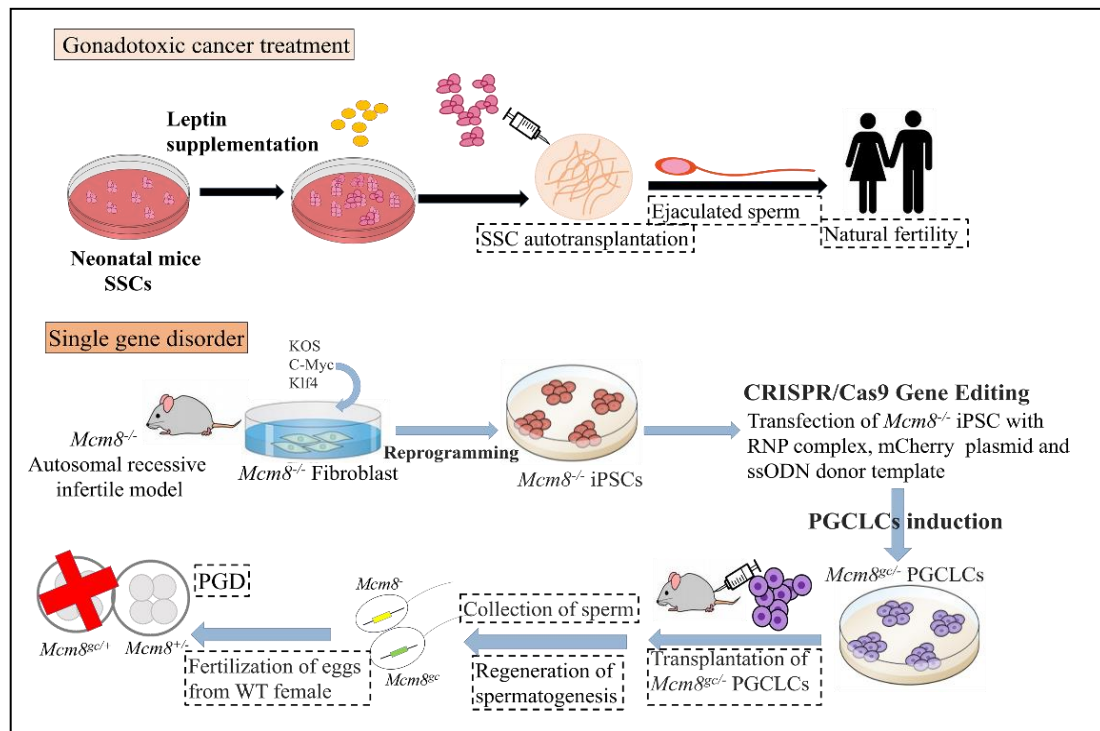 Gonadotoxic cancer treatment
Leptin
supplementation
Neonatal mice
SSCs
SSC autotransplantation
Ejaculated sperm
Natural fertility
Single gene disorder
KOS
C-Myc
Klf4
Mcm8-/-
Autosomal recessive
infertile model
Mcm8-/- Fibroblast
Reprogramming
Mcm8-/- iPSCs
CRISPR/Cas9 Gene Editing
Transfection of Mcm8-/- iPSC with
RNP complex, mCherry plasmid and
ssODN donor template
PGCLCs induction
Mcm8gc/- PGCLCs
Transplantation of
Mcm8gc/- PGCLCs
Collection of sperm
Regeneration of
spermatogenesis
Mcm8-
Mcm8gc
Fertilization of eggs
from WT female
PGD
Mcm8gc/+
Mcm8+/-